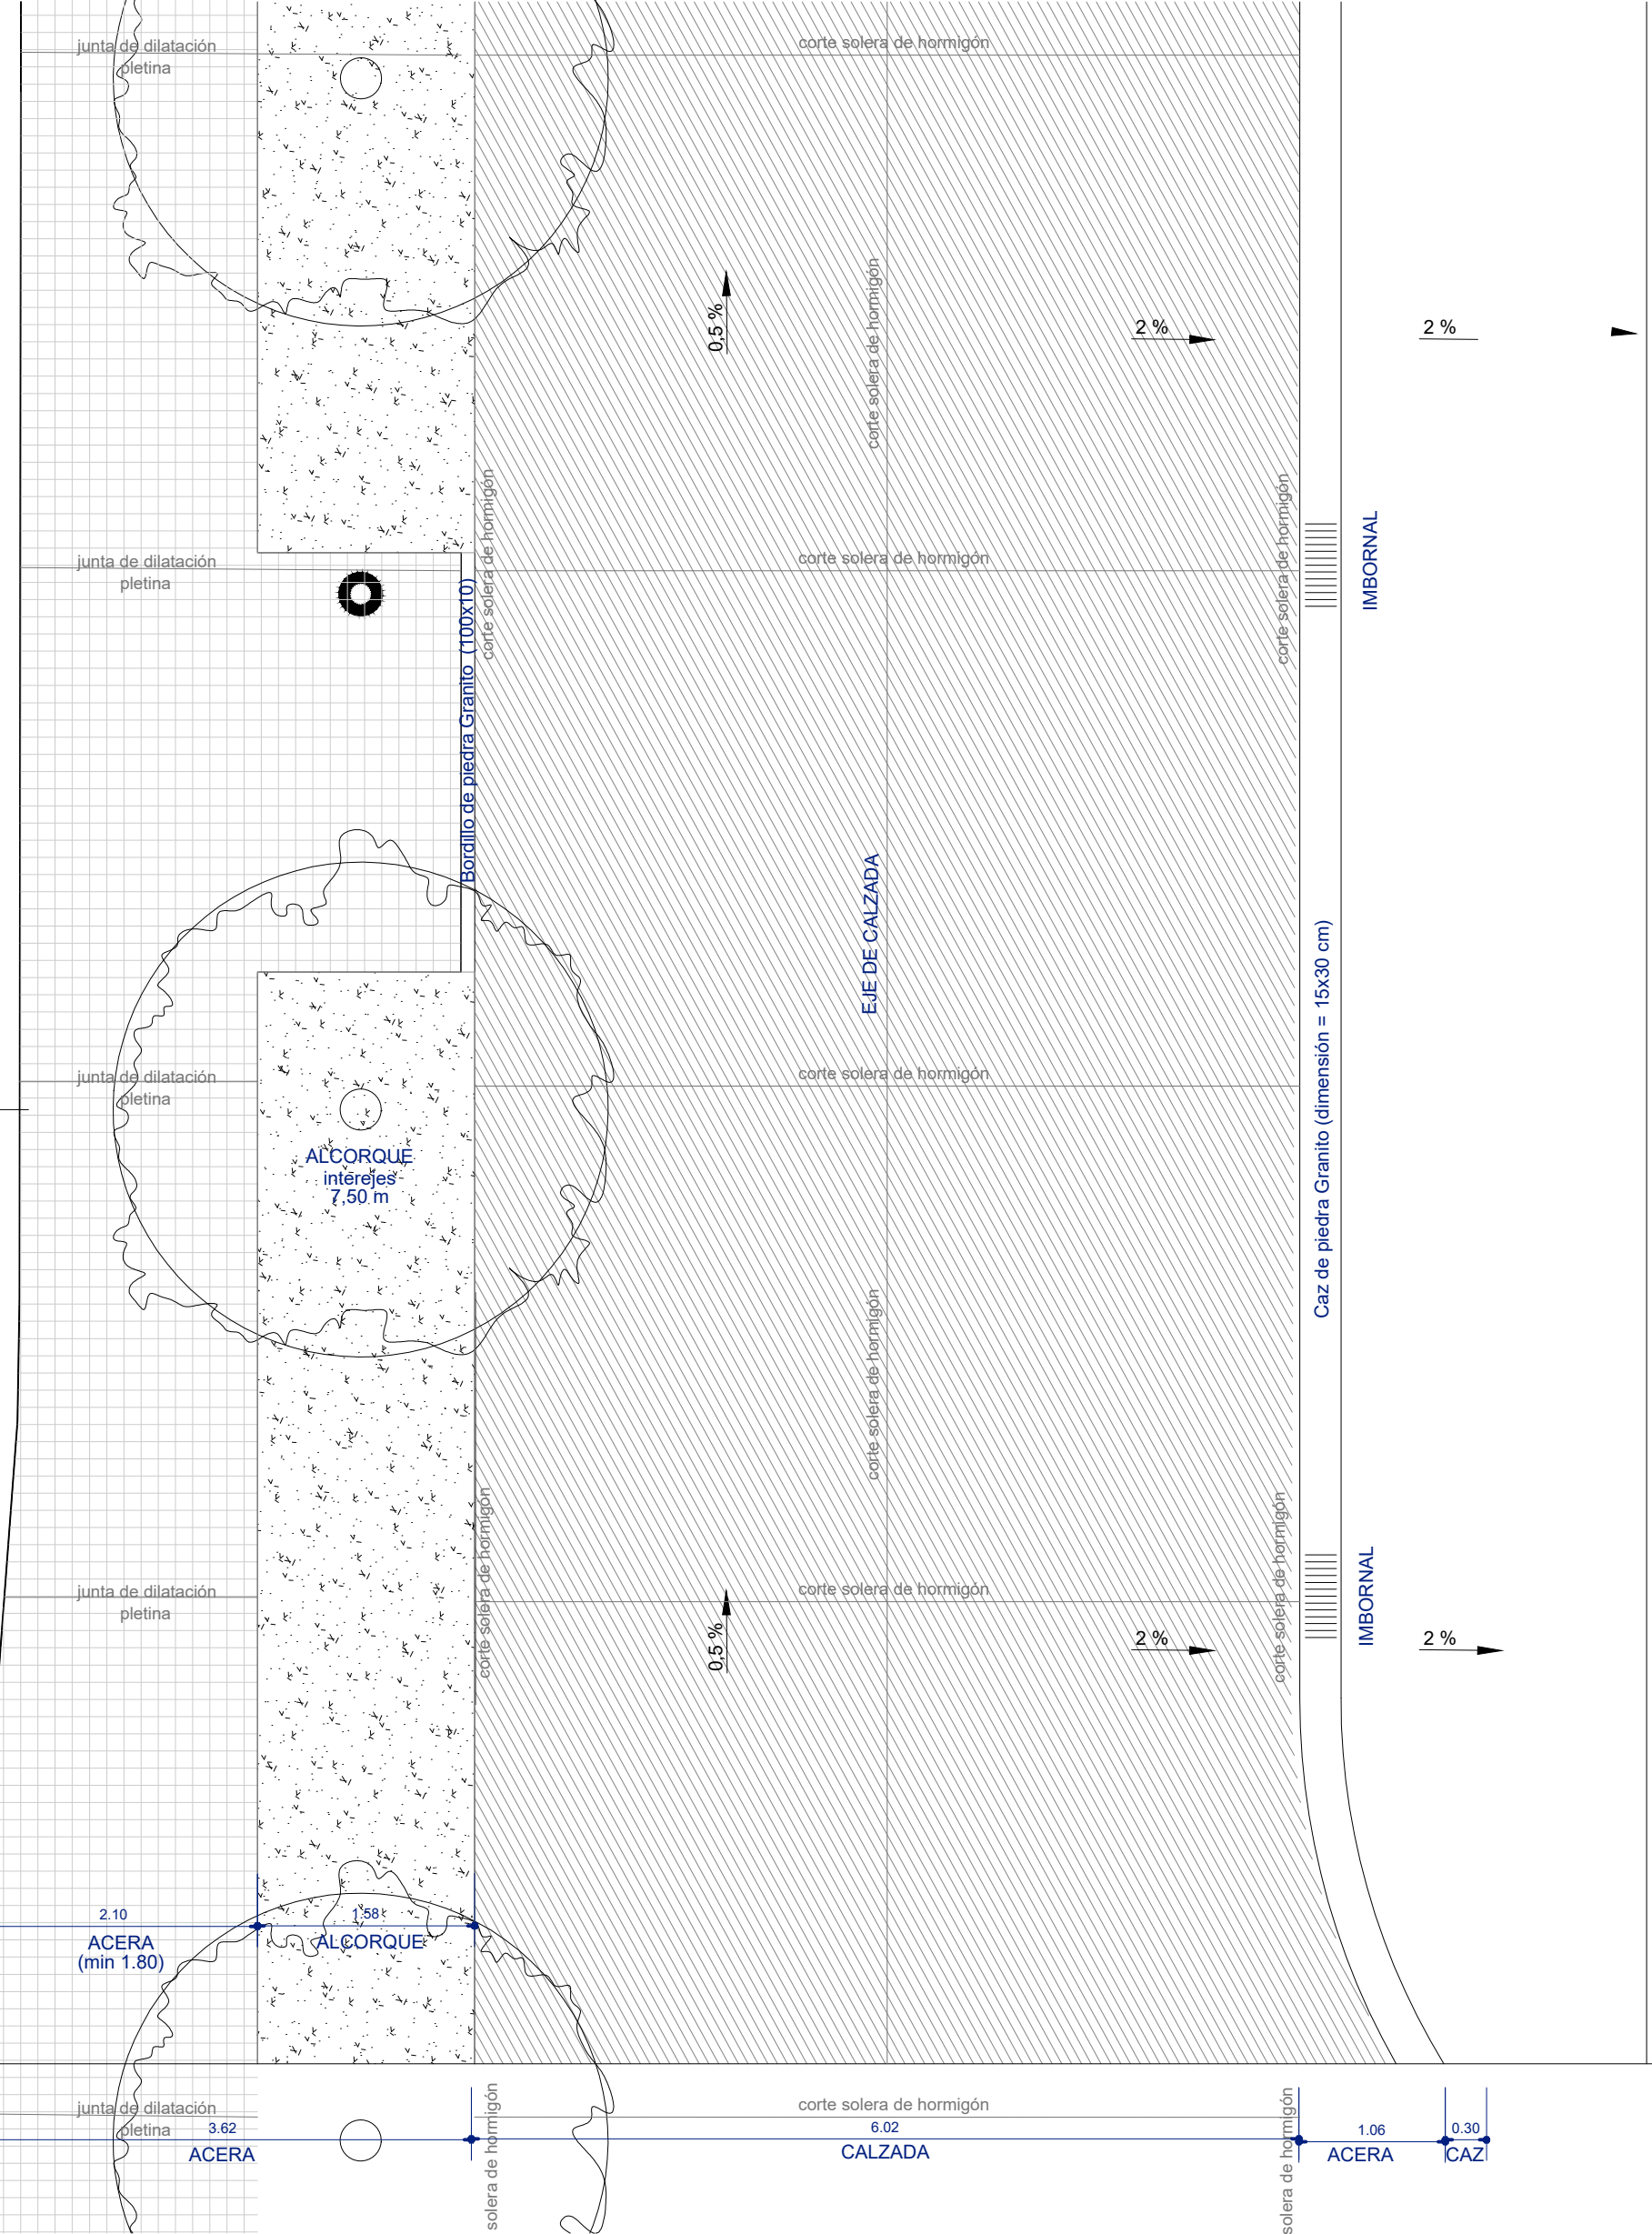 junta de dilatación
pletina
corte solera de hormigón
corte solera de hormigón
0,5 %
2 %
2 %
corte solera de hormigón
corte solera de hormigón
IMBORNAL
junta de dilatación
pletina
corte solera de hormigón
Bordillo de piedra Granito (100x10)
EJE DE CALZADA
Caz de piedra Granito (dimensión = 15x30 cm)
junta de dilatación
pletina
corte solera de hormigón
ALCORQUE
interejes
7,50 m
corte solera de hormigón
corte solera de hormigón
corte solera de hormigón
IMBORNAL
junta de dilatación
pletina
corte solera de hormigón
0,5 %
2 %
2 %
2.10
ACERA
(min 1.80)
1.58
ALCORQUE
junta de dilatación
pletina
3.62
ACERA
solera de hormigón
corte solera de hormigón
6.02
CALZADA
solera de hormigón
1.06
ACERA
0.30
CAZ